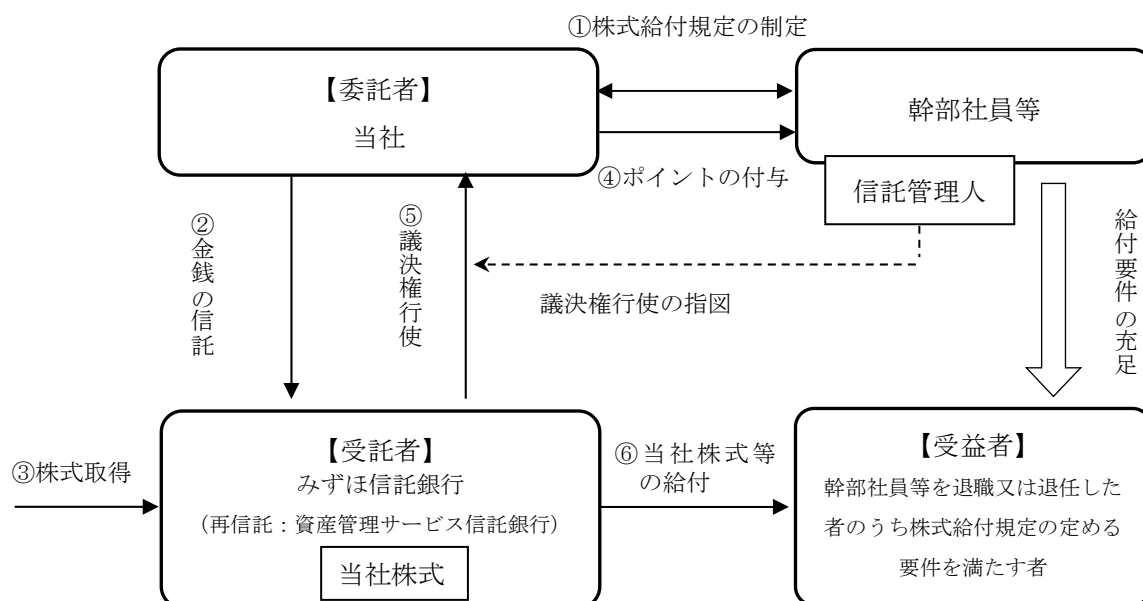 ①株式給付規定の制定
【委託者】
当社
幹部社員等
④ポイントの付与
信託管理人
②金銭の信託
⑤議決権行使
議決権行使の指図
給付要件の充足
③株式取得
【受託者】
みずほ信託銀行
（再信託：資産管理サービス信託銀行）
当社株式
⑥当社株式等
の給付
【受益者】
幹部社員等を退職又は退任した
者のうち株式給付規定の定める
要件を満たす者